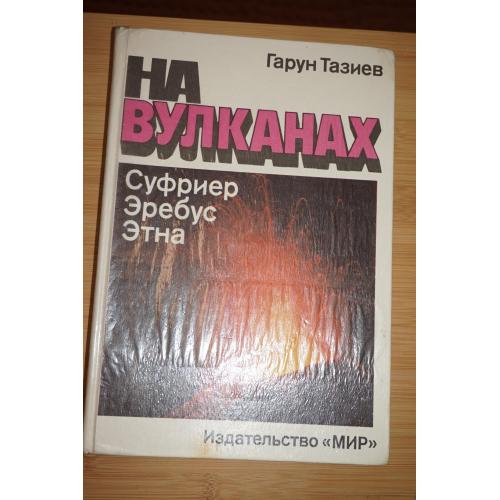 Гарун Тазиев
НА
ВУЛКАНАХ
Суфриер
Эребус
Этна
Издательство «МИР»